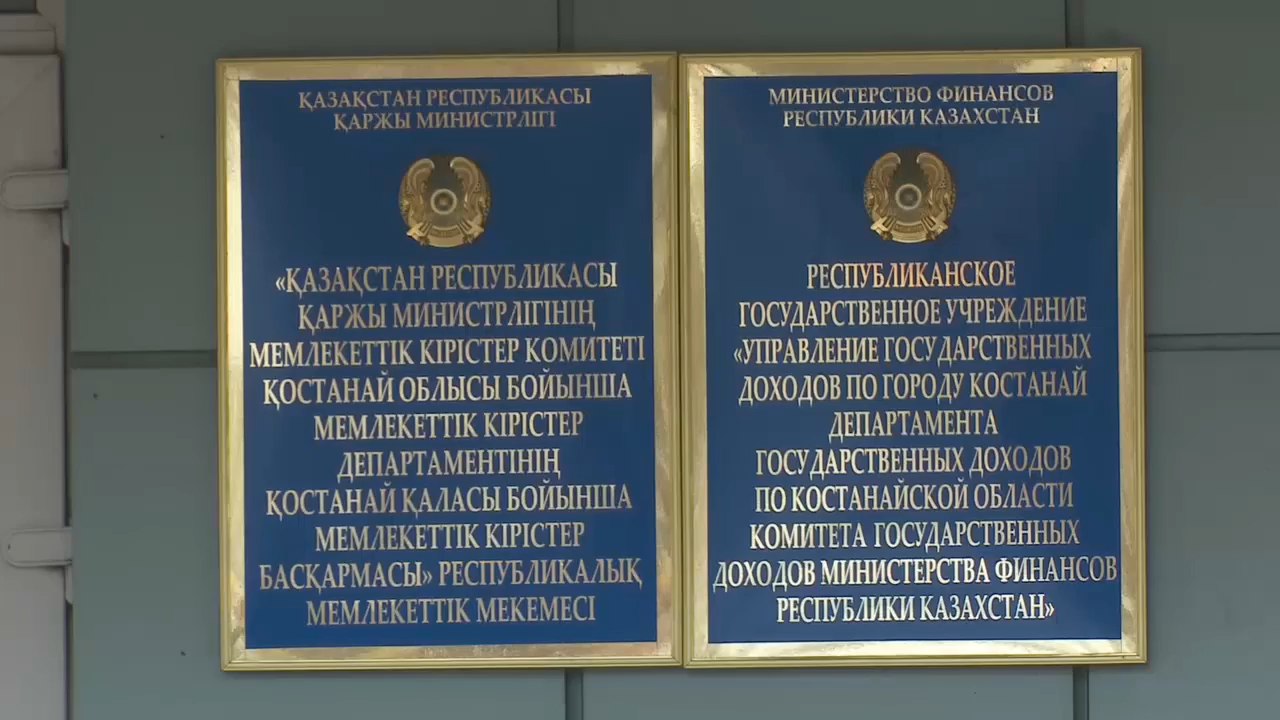 ҚАЗАҚСТАН РЕСПУБЛИКАСЫ
ҚАРЖЫ МИНИСТРЛІГІ
«ҚАЗАҚСТАН РЕСПУБЛИКАСЫ
ҚАРЖЫ МИНИСТРЛІГІНІҢ
МЕМЛЕКЕТТІК КІРІСТЕР КОМИТЕТІ
ҚОСТАНАЙ ОБЛЫСЫ БОЙЫНША
МЕМЛЕКЕТТІК КІРІСТЕР
ДЕПАРТАМЕНТІНІҢ
ҚОСТАНАЙ ҚАЛАСЫ БОЙЫНША
МЕМЛЕКЕТТІК КІРІСТЕР
БАСҚАРМАСЫ» РЕСПУБЛИКАЛЫҚ
МЕМЛЕКЕТТІК МЕКЕМЕСІ
МИНИСТЕРСТВО ФИНАНСОВ
РЕСПУБЛИКИ КАЗАХСТАН
РЕСПУБЛИКАНСКОЕ
ГОСУДАРСТВЕННОЕ УЧРЕЖДЕНИЕ
«УПРАВЛЕНИЕ ГОСУДАРСТВЕННЫХ
ДОХОДОВ ПО ГОРОДУ КОСТАНАЙ
ДЕПАРТАМЕНТА
ГОСУДАРСТВЕННЫХ ДОХОДОВ
ПО КОСТАНАЙСКОЙ ОБЛАСТИ
КОМИТЕТА ГОСУДАРСТВЕННЫХ
ДОХОДОВ МИНИСТЕРСТВА ФИНАНСОВ
РЕСПУБЛИКИ КАЗАХСТАН»